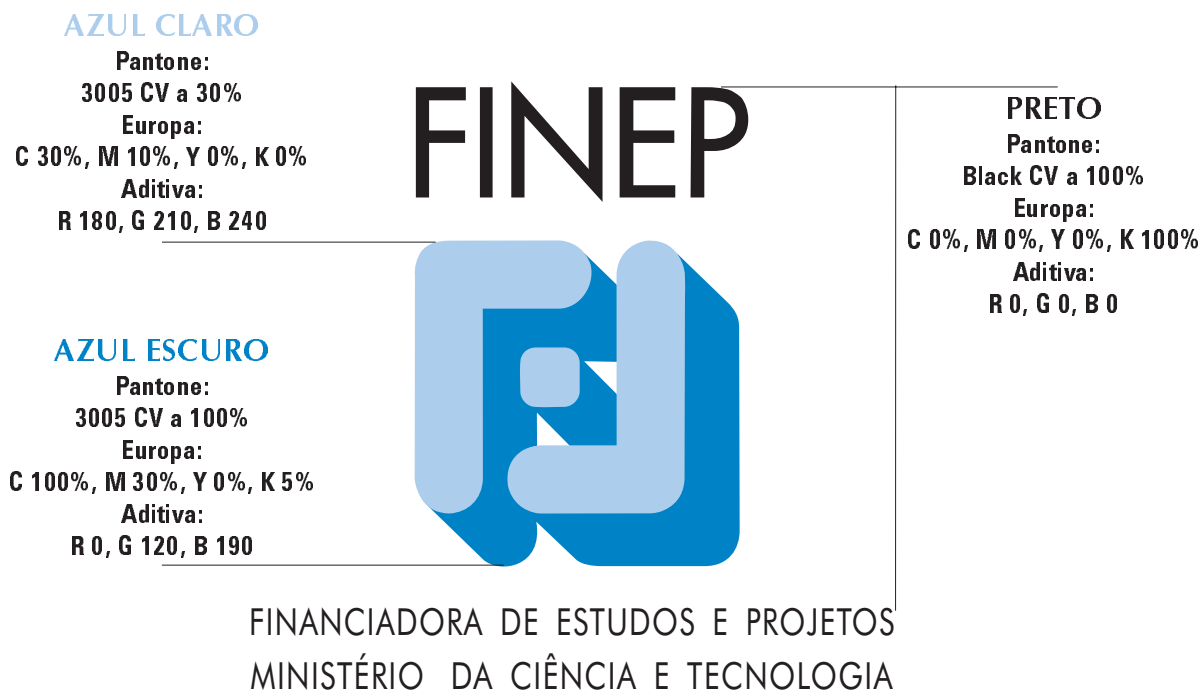 AZUL CLARO
Pantone:
3005 CV a 30%
Europa:
C 30%, M 10%, Y 0%, K 0%
Aditiva:
R 180, G 210, B 240
AZUL ESCURO
Pantone:
3005 CV a 100%
Europa:
C 100%, M 30%, Y 0%, K 5%
Aditiva:
R 0, G 120, B 190
FINEP
PRETO
Pantone:
Black CV a 100%
Europa:
C 0%, M 0%, Y 0%, K 100%
Aditiva:
R 0, G 0, B 0
FINANCIADORA DE ESTUDOS E PROJETOS
MINISTÉRIO DA CIÊNCIA E TECNOLOGIA